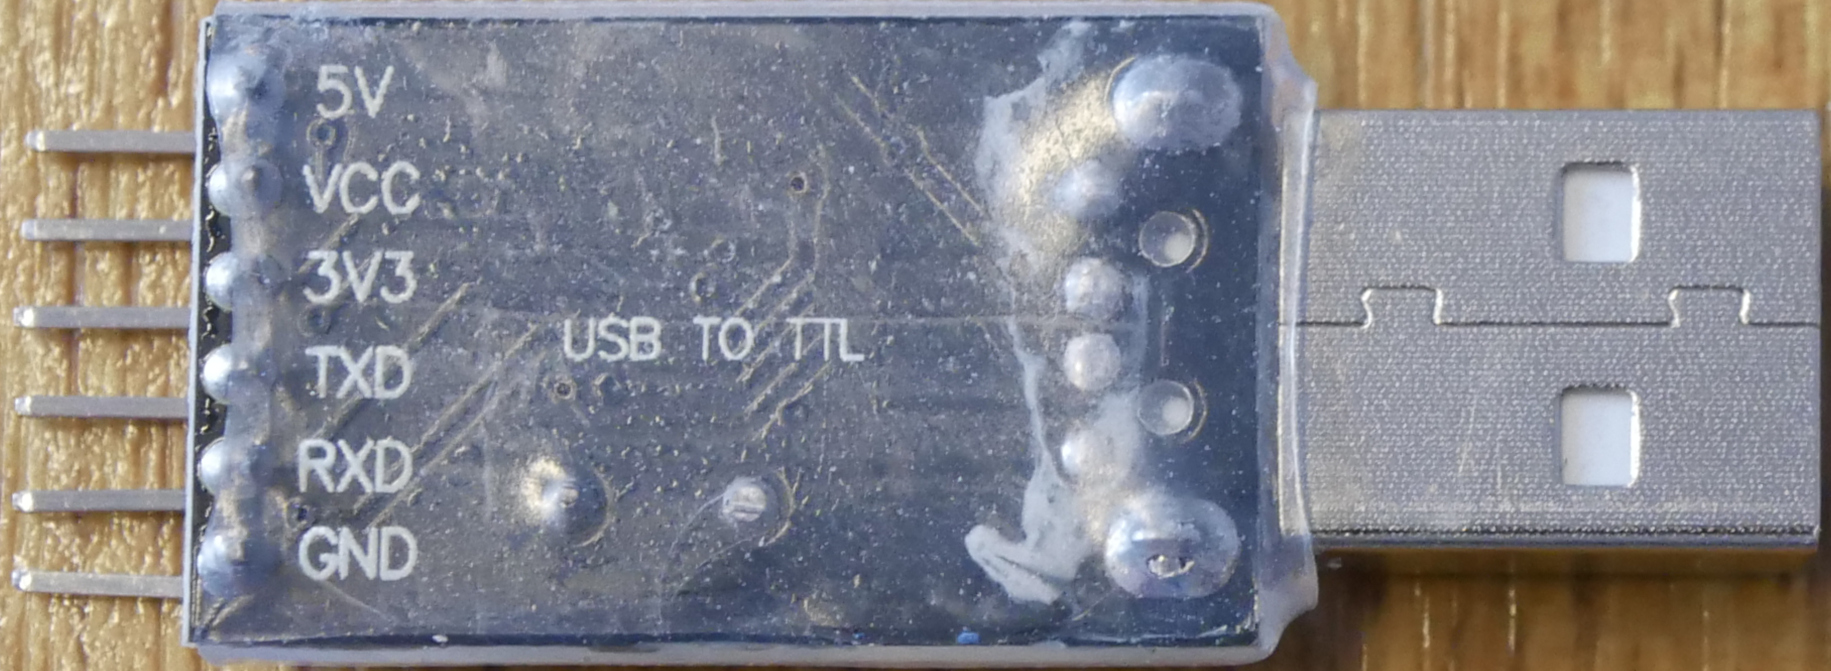 5V
VCC
3V3
TXD
RXD
GND
USB TO TTL